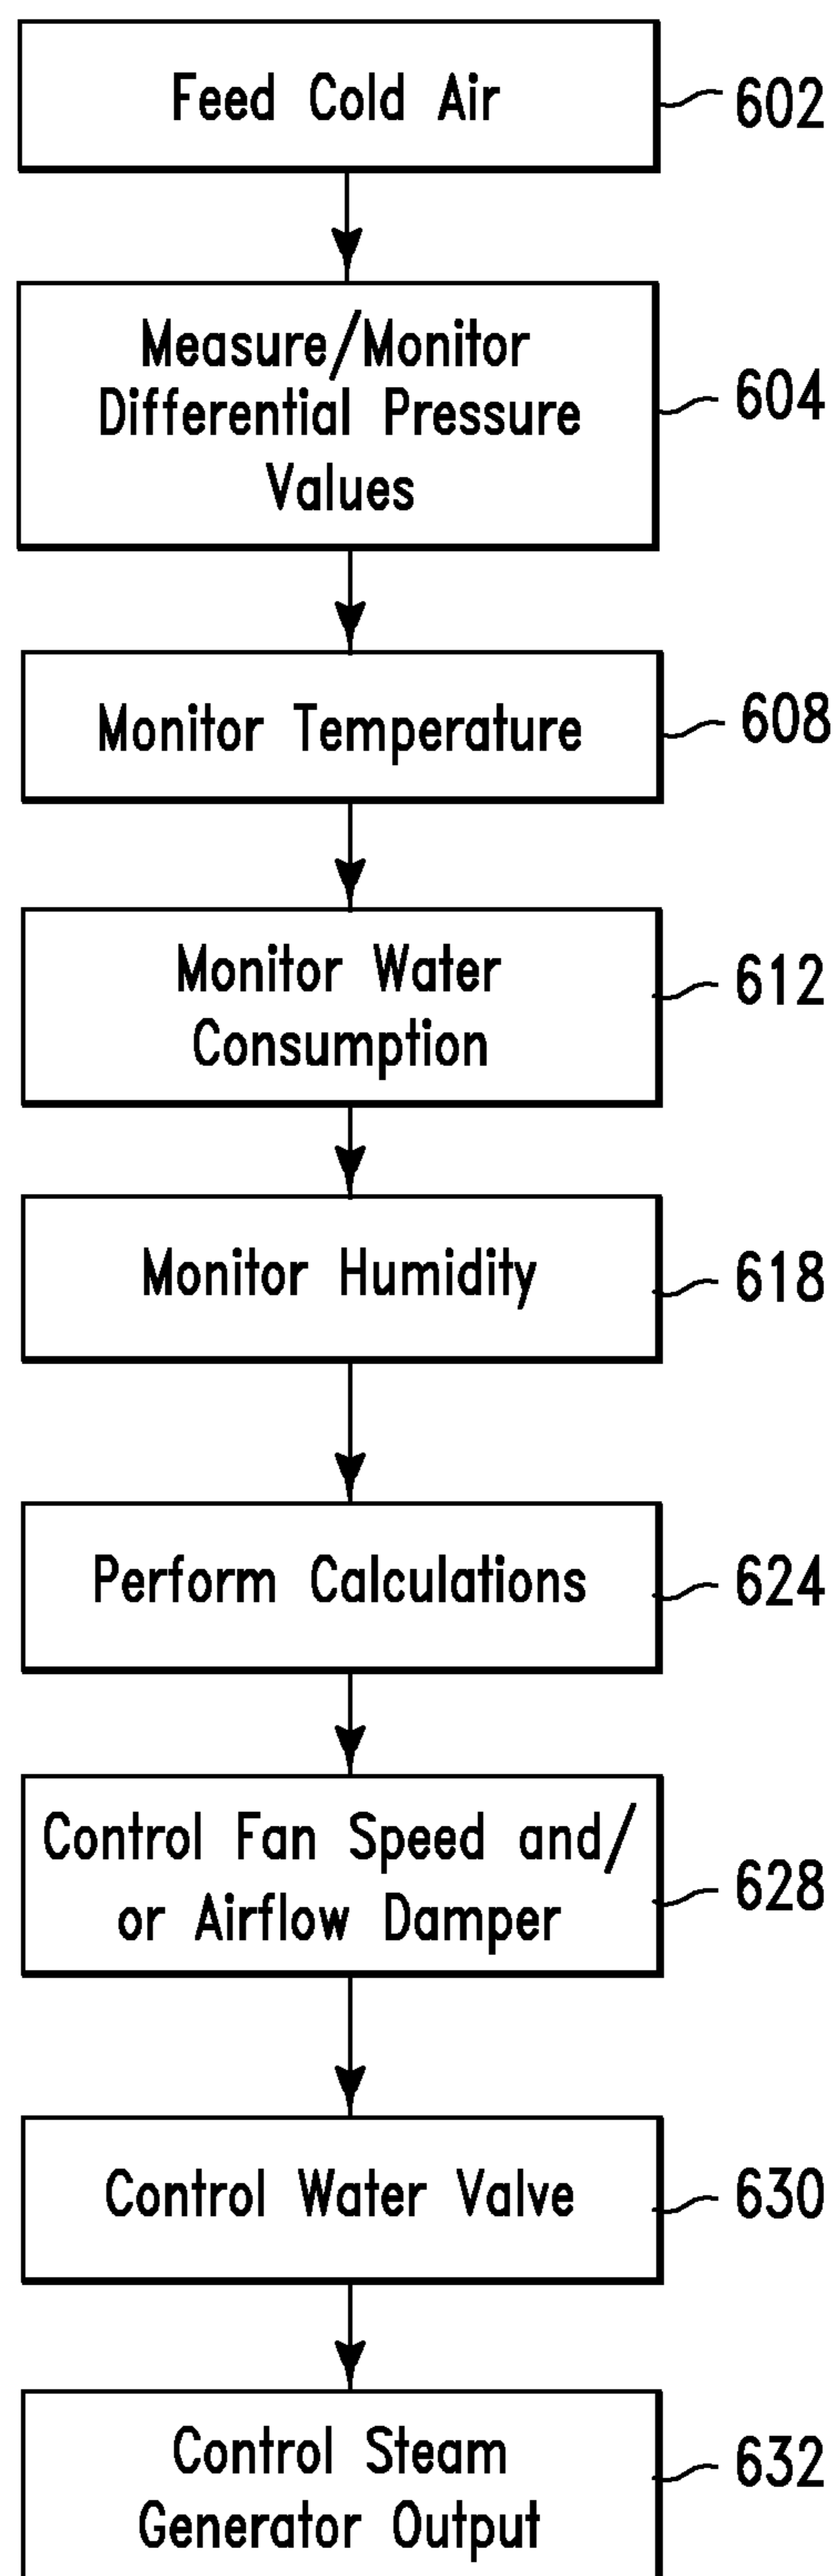 Feed Cold Air
602
Measure/Monitor
Differential Pressure
Values
604
Monitor Temperature
608
Monitor Water
Consumption
612
Monitor Humidity
618
Perform Calculations
624
Control Fan Speed and/
or Airflow Damper
628
Control Water Valve
630
Control Steam
Generator Output
632